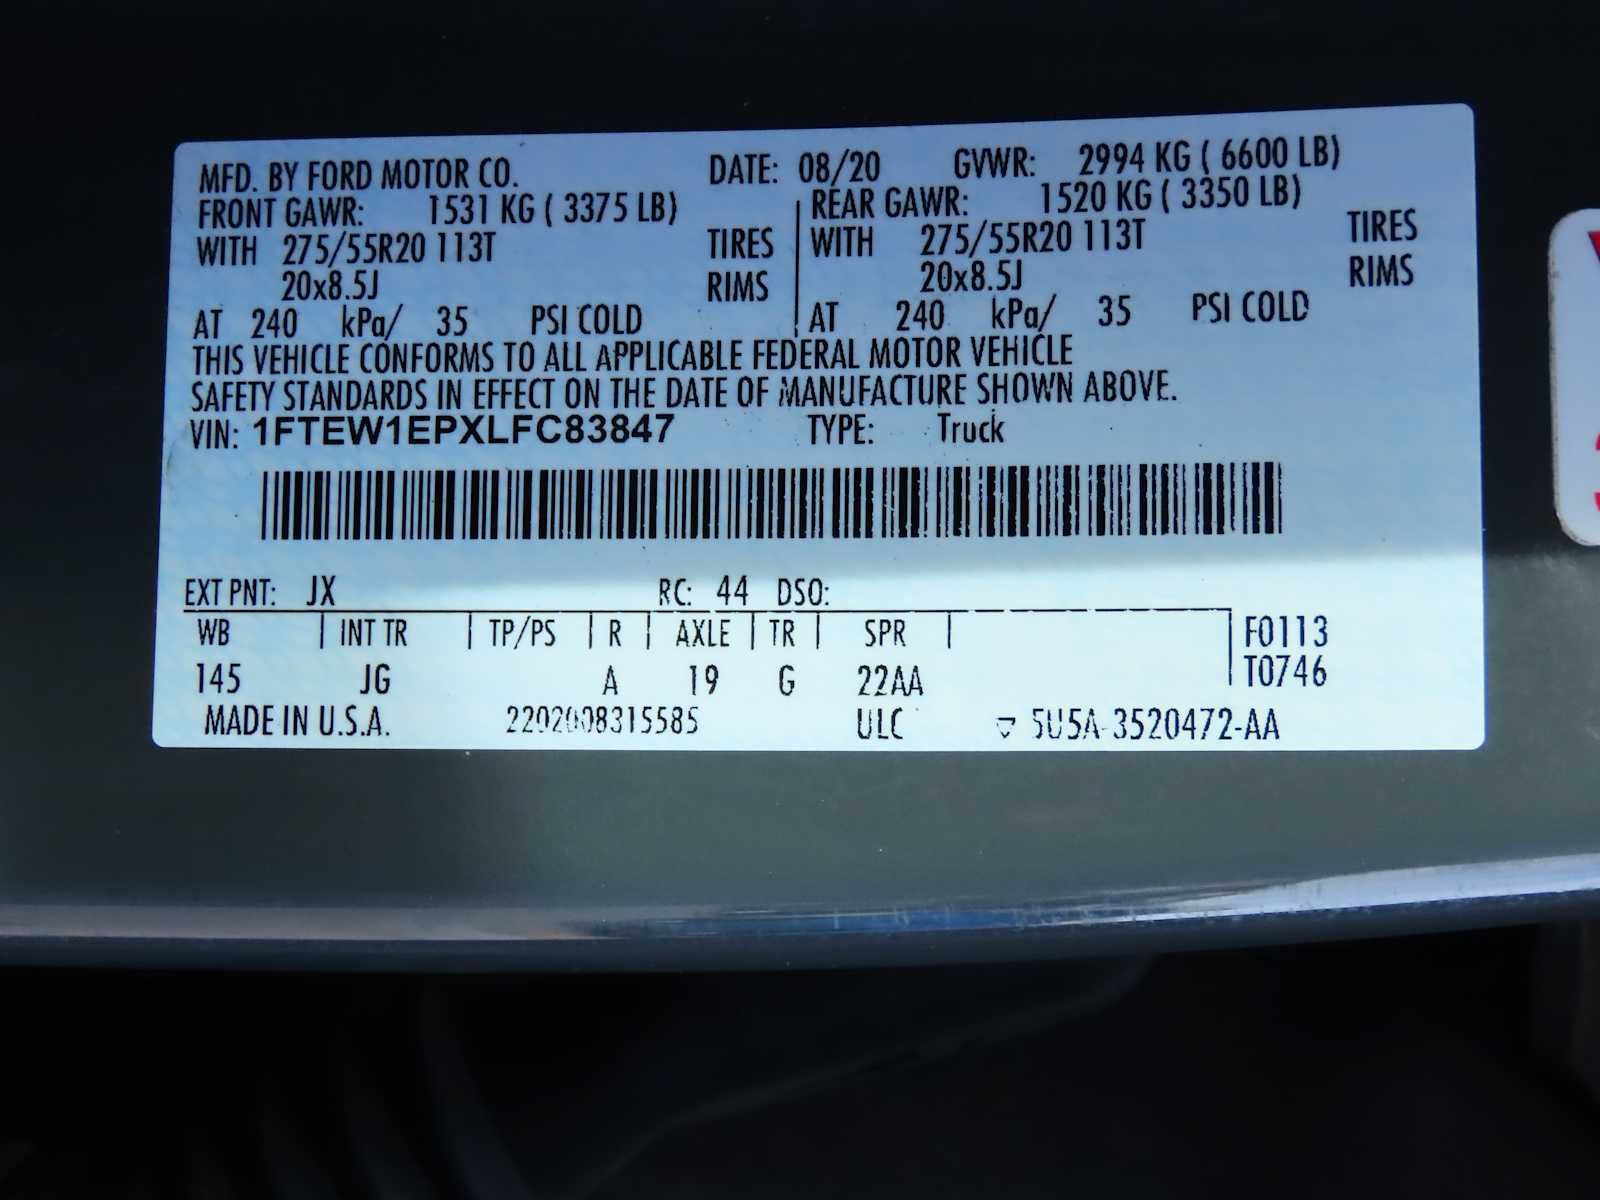 MFD. BY FORD MOTOR CO. DATE: 08/20 GVWR: 2994 KG ( 6600 LB)
FRONT GAWR: 1531 KG ( 3375 LB) REAR GAWR: 1520 KG ( 3350 LB)
WITH 275/55R20 113T TIRES WITH 275/55R20 113T TIRES
20x8.5J RIMS 20x8.5J RIMS
AT 240 kPa/ 35 PSI COLD AT 240 kPa/ 35 PSI COLD
THIS VEHICLE CONFORMS TO ALL APPLICABLE FEDERAL MOTOR VEHICLE
SAFETY STANDARDS IN EFFECT ON THE DATE OF MANUFACTURE SHOWN ABOVE.
VIN: 1FTEW1EPXLFC83847 TYPE: Truck
EXT PNT: JX RC: 44 DSO:
WB INT TR TP/PS R AXLE TR SPR F0113
145 JG A 19 G 22AA T0746
MADE IN U.S.A. 2202008315585 ULC 5U5A-3520472-AA